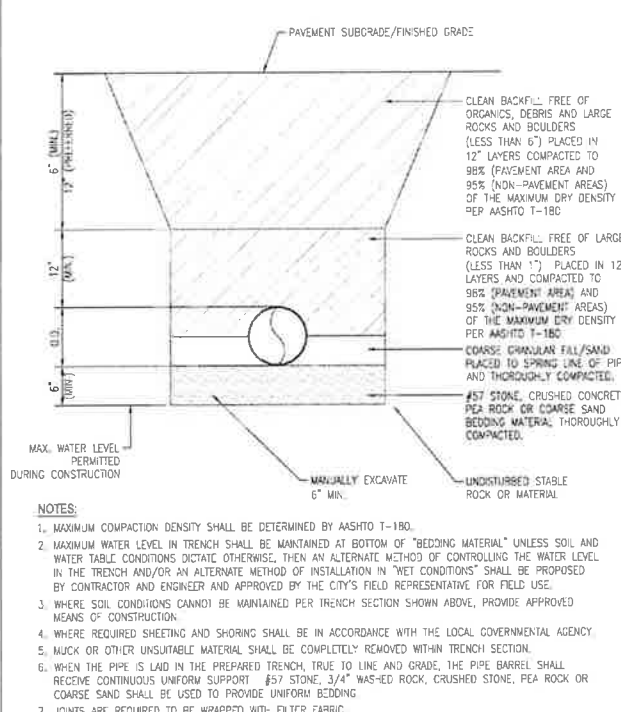 PAVEMENT SUBGRADE/FINISHED GRADE
6" (MIN.)
12" (PREFERRED)
CLEAN BACKFILL FREE OF
ORGANICS, DEBRIS AND LARGE
ROCKS AND BOULDERS
(LESS THAN 6") PLACED IN
12" LAYERS COMPACTED TO
98% (PAVEMENT AREA AND
95% (NON-PAVEMENT AREAS)
OF THE MAXIMUM DRY DENSITY
PER AASHTO T-180
12"
(MIN.)
CLEAN BACKFILL FREE OF LARGE
ROCKS AND BOULDERS
(LESS THAN 1") PLACED IN 12
LAYERS AND COMPACTED TO
98% (PAVEMENT AREA) AND
95% (NON-PAVEMENT AREAS)
OF THE MAXIMUM DRY DENSITY
PER AASHTO T-180
O.D.
COARSE GRANULAR FILL/SAND
PLACED TO SPRING LINE OF PIP
AND THOROUGHLY COMPACTED.
6"
(MIN.)
#57 STONE, CRUSHED CONCRET
PEA ROCK OR COARSE SAND
BEDDING MATERIAL THOROUGHLY
COMPACTED.
MAX. WATER LEVEL
PERMITTED
DURING CONSTRUCTION
MANUALLY EXCAVATE
6" MIN.
UNDISTURBED STABLE
ROCK OR MATERIAL
NOTES:
1. MAXIMUM COMPACTION DENSITY SHALL BE DETERMINED BY AASHTO T-180.
2. MAXIMUM WATER LEVEL IN TRENCH SHALL BE MAINTAINED AT BOTTOM OF "BEDDING MATERIAL" UNLESS SOIL AND
WATER TABLE CONDITIONS DICTATE OTHERWISE, THEN AN ALTERNATE METHOD OF CONTROLLING THE WATER LEVEL
IN THE TRENCH AND/OR AN ALTERNATE METHOD OF INSTALLATION IN "WET CONDITIONS" SHALL BE PROPOSED
BY CONTRACTOR AND ENGINEER AND APPROVED BY THE CITY'S FIELD REPRESENTATIVE FOR FIELD USE.
3. WHERE SOIL CONDITIONS CANNOT BE MAINTAINED PER TRENCH SECTION SHOWN ABOVE, PROVIDE APPROVED
MEANS OF CONSTRUCTION.
4. WHERE REQUIRED SHEETING AND SHORING SHALL BE IN ACCORDANCE WITH THE LOCAL GOVERNMENTAL AGENCY.
5. MUCK OR OTHER UNSUITABLE MATERIAL SHALL BE COMPLETELY REMOVED WITHIN TRENCH SECTION.
6. WHEN THE PIPE IS LAID IN THE PREPARED TRENCH, TRUE TO LINE AND GRADE, THE PIPE BARREL SHALL
RECEIVE CONTINUOUS UNIFORM SUPPORT #57 STONE, 3/4" WASHED ROCK, CRUSHED STONE, PEA ROCK OR
COARSE SAND SHALL BE USED TO PROVIDE UNIFORM BEDDING
7. JOINTS ARE REQUIRED TO BE WRAPPED WITH FILTER FABRIC